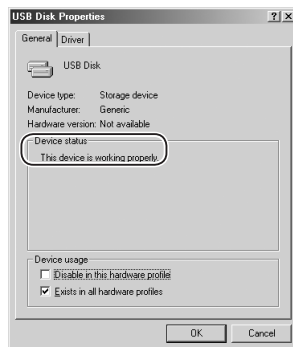 USB Disk Properties
General Driver
USB Disk
Device type: Storage device
Manufacturer: Generic
Hardware version: Not available
Device status
This device is working properly.
Device usage
Disable in this hardware profile
Exists in all hardware profiles
OK Cancel